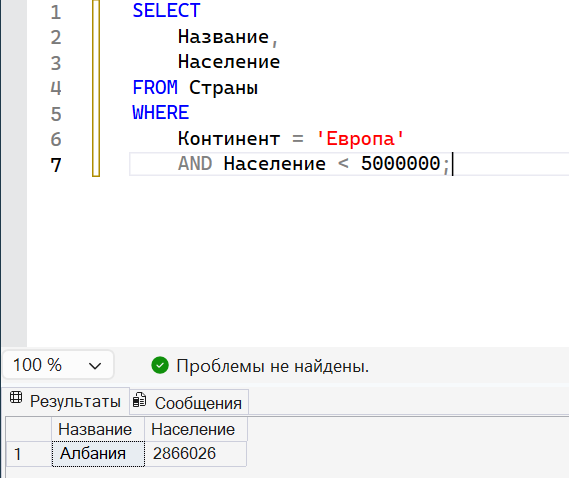 1 SELECT
2 Название,
3 Население
4 FROM Страны
5 WHERE
6 Континент = 'Европа'
7 AND Население < 5000000;
100 % Проблемы не найдены.
Результаты Сообщения
Название Население
1 Албания 2866026